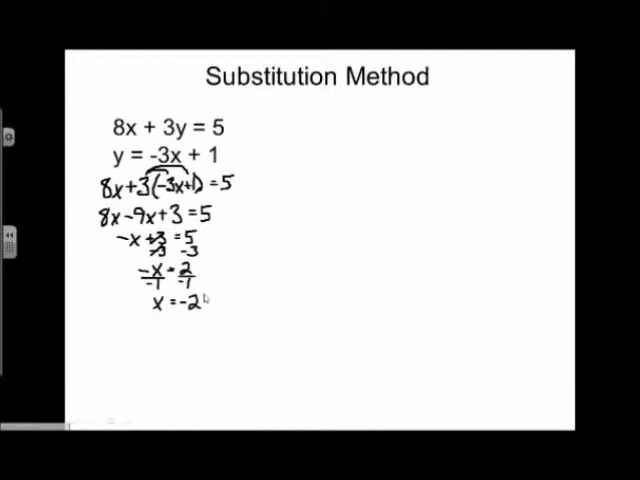 Substitution Method
8x + 3y = 5
y = -3x + 1
8x+3(-3x+1)=5
8x-9x+3=5
-x+3=5
-3 -3
-x=2
-1 -1
x=-2